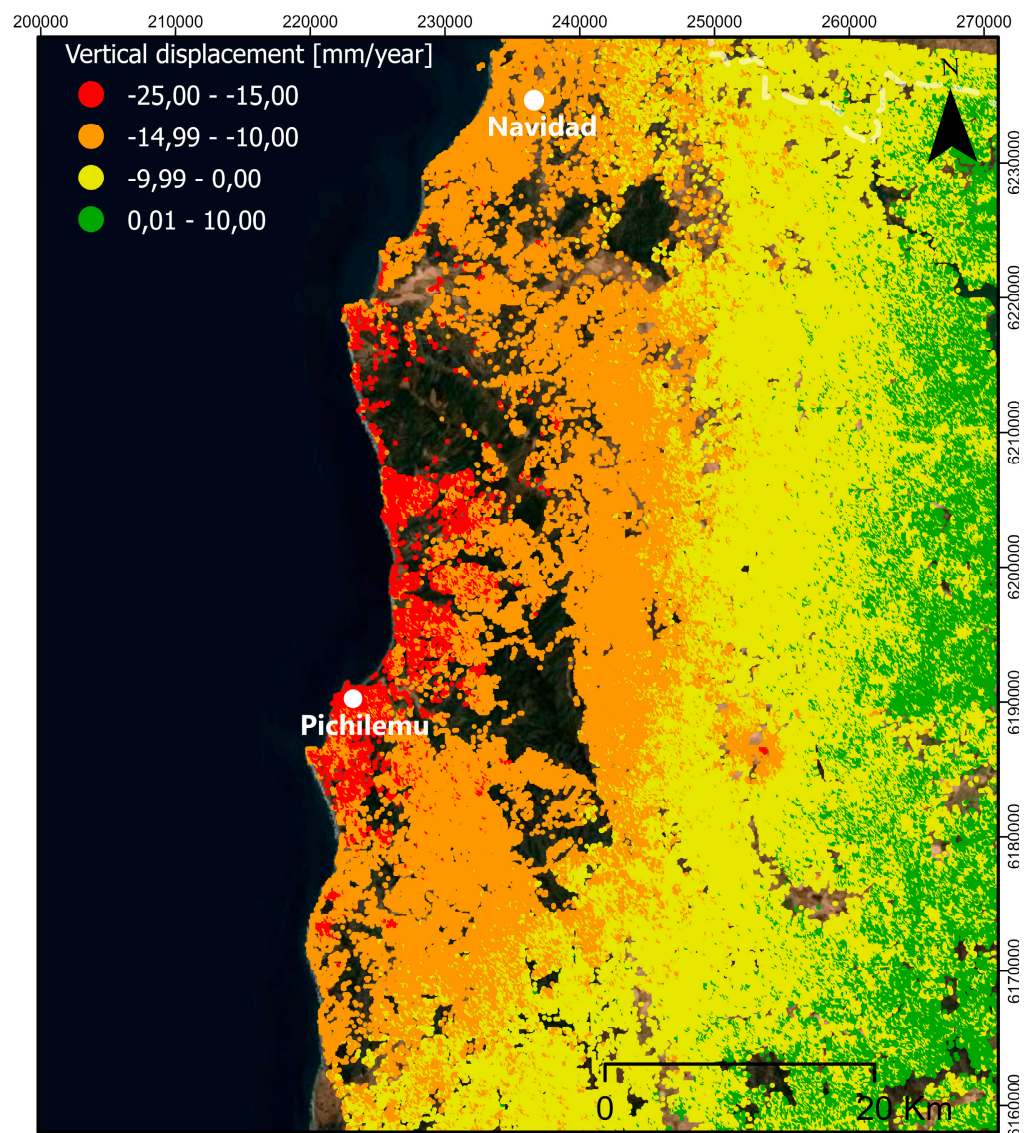 200000 210000 220000 230000 240000 250000 260000 270000
Vertical displacement [mm/year]
-25,00 - -15,00
-14,99 - -10,00
-9,99 - 0,00
0,01 - 10,00
N
Navidad
6230000
6220000
6210000
6200000
6190000
Pichilemu
6180000
6170000
6160000
0 20 Km